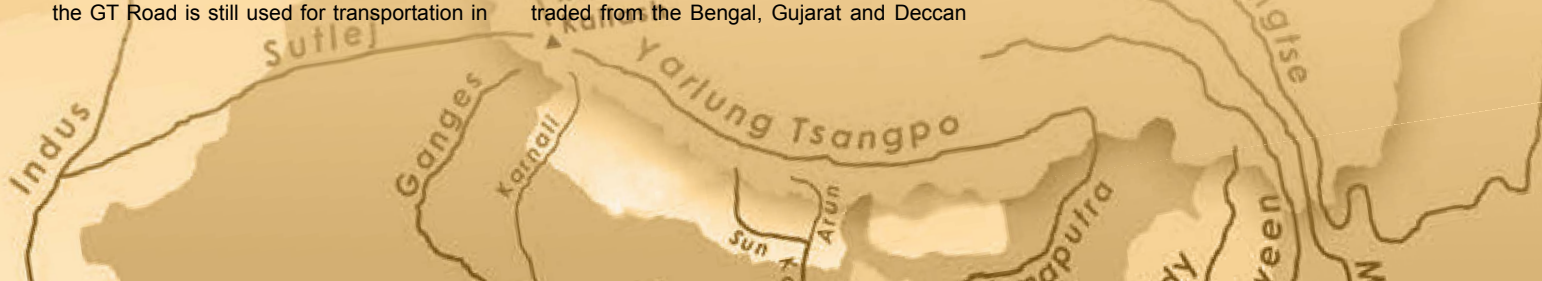 the GT Road is still used for transportation in
traded from the Bengal, Gujarat and Deccan
Sutlej
Yarlung Tsangpo
Indus
Ganges
Karnali
Sun
Arun